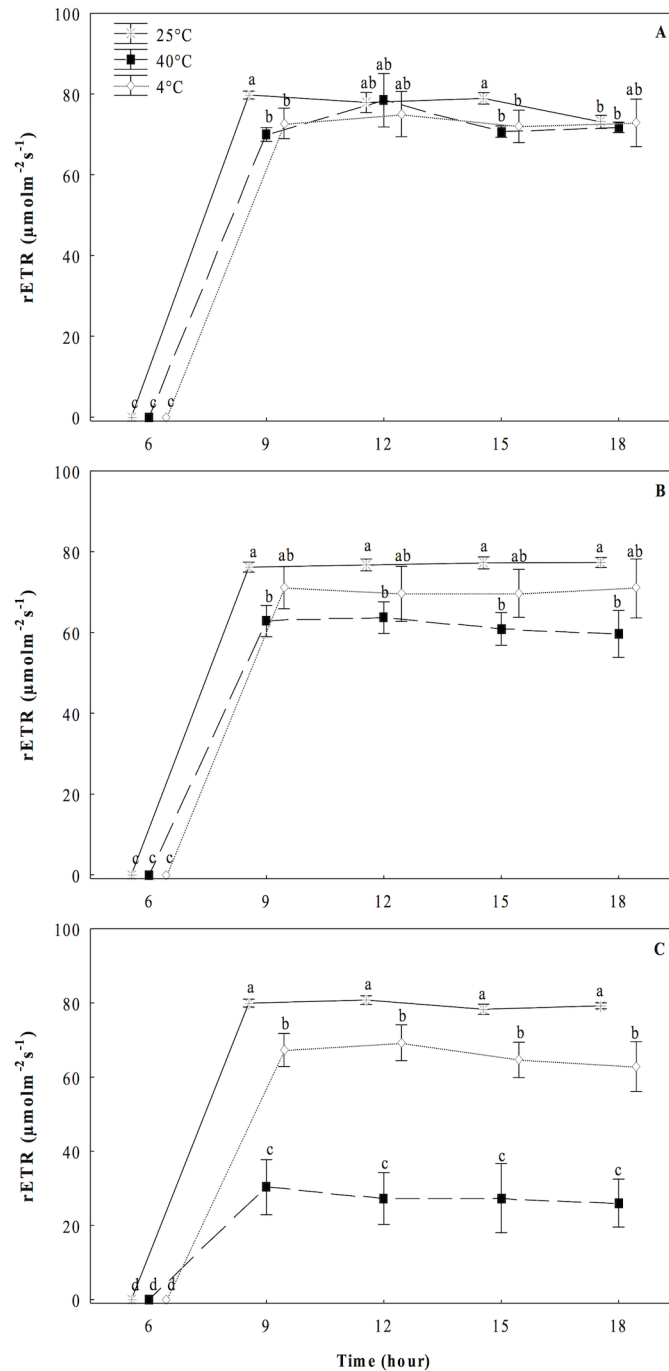 100
A
25°C
40°C
4°C
a ab ab ab a b b b ab
b b b b
80
60
40
20
0
c c c
6 9 12 15 18
rETR (μmolm⁻²s⁻¹)
100
B
a ab a ab a ab a ab
b b b b
80
60
40
20
0
c c c
6 9 12 15 18
rETR (μmolm⁻²s⁻¹)
100
C
a a a a
b b b b
c c c c
80
60
40
20
0
d d d
6 9 12 15 18
rETR (μmolm⁻²s⁻¹)
Time (hour)